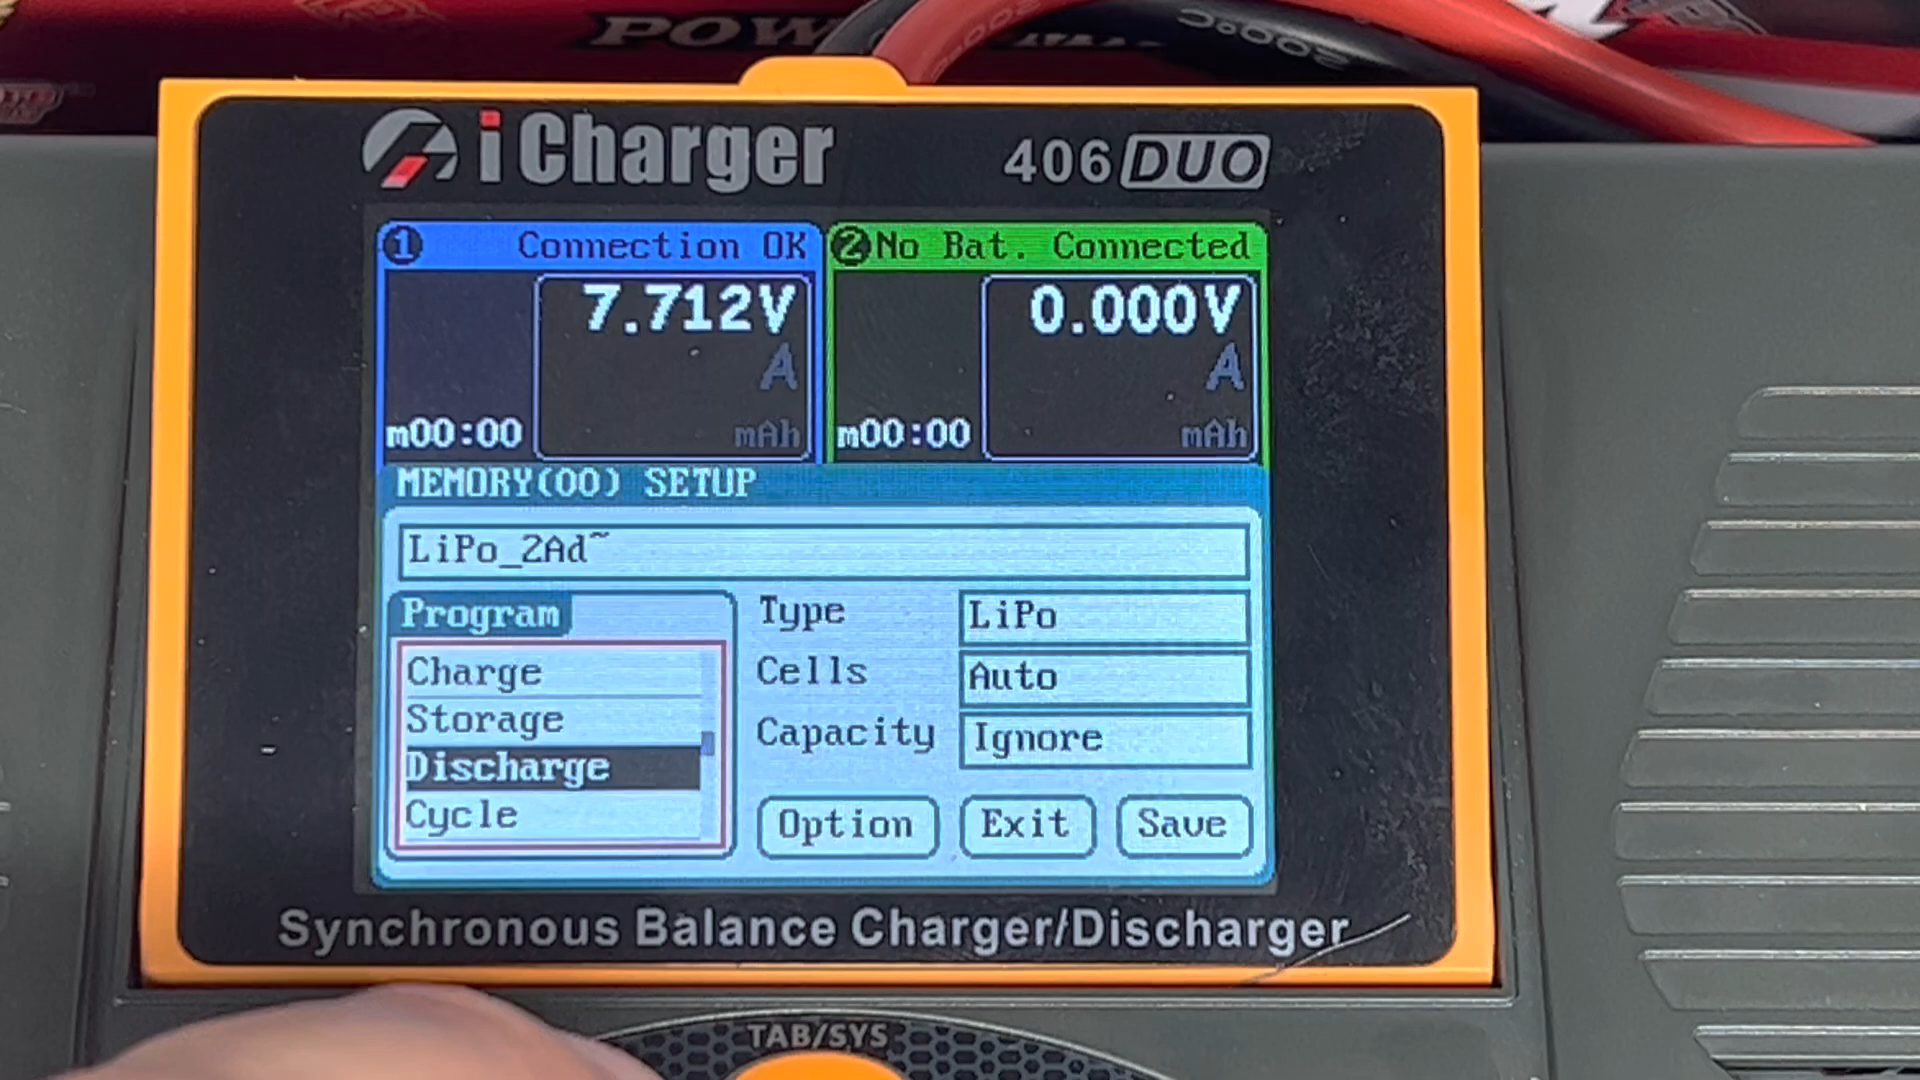 iCharger
406 DUO
1 Connection OK
7.712V
A
m00:00
mAh
2 No Bat. Connected
0.000V
A
m00:00
mAh
MEMORY(00) SETUP
LiPo_2Ad~
Program
Charge
Storage
Discharge
Cycle
Type LiPo
Cells Auto
Capacity Ignore
Option Exit Save
Synchronous Balance Charger/Discharger
TAB/SYS